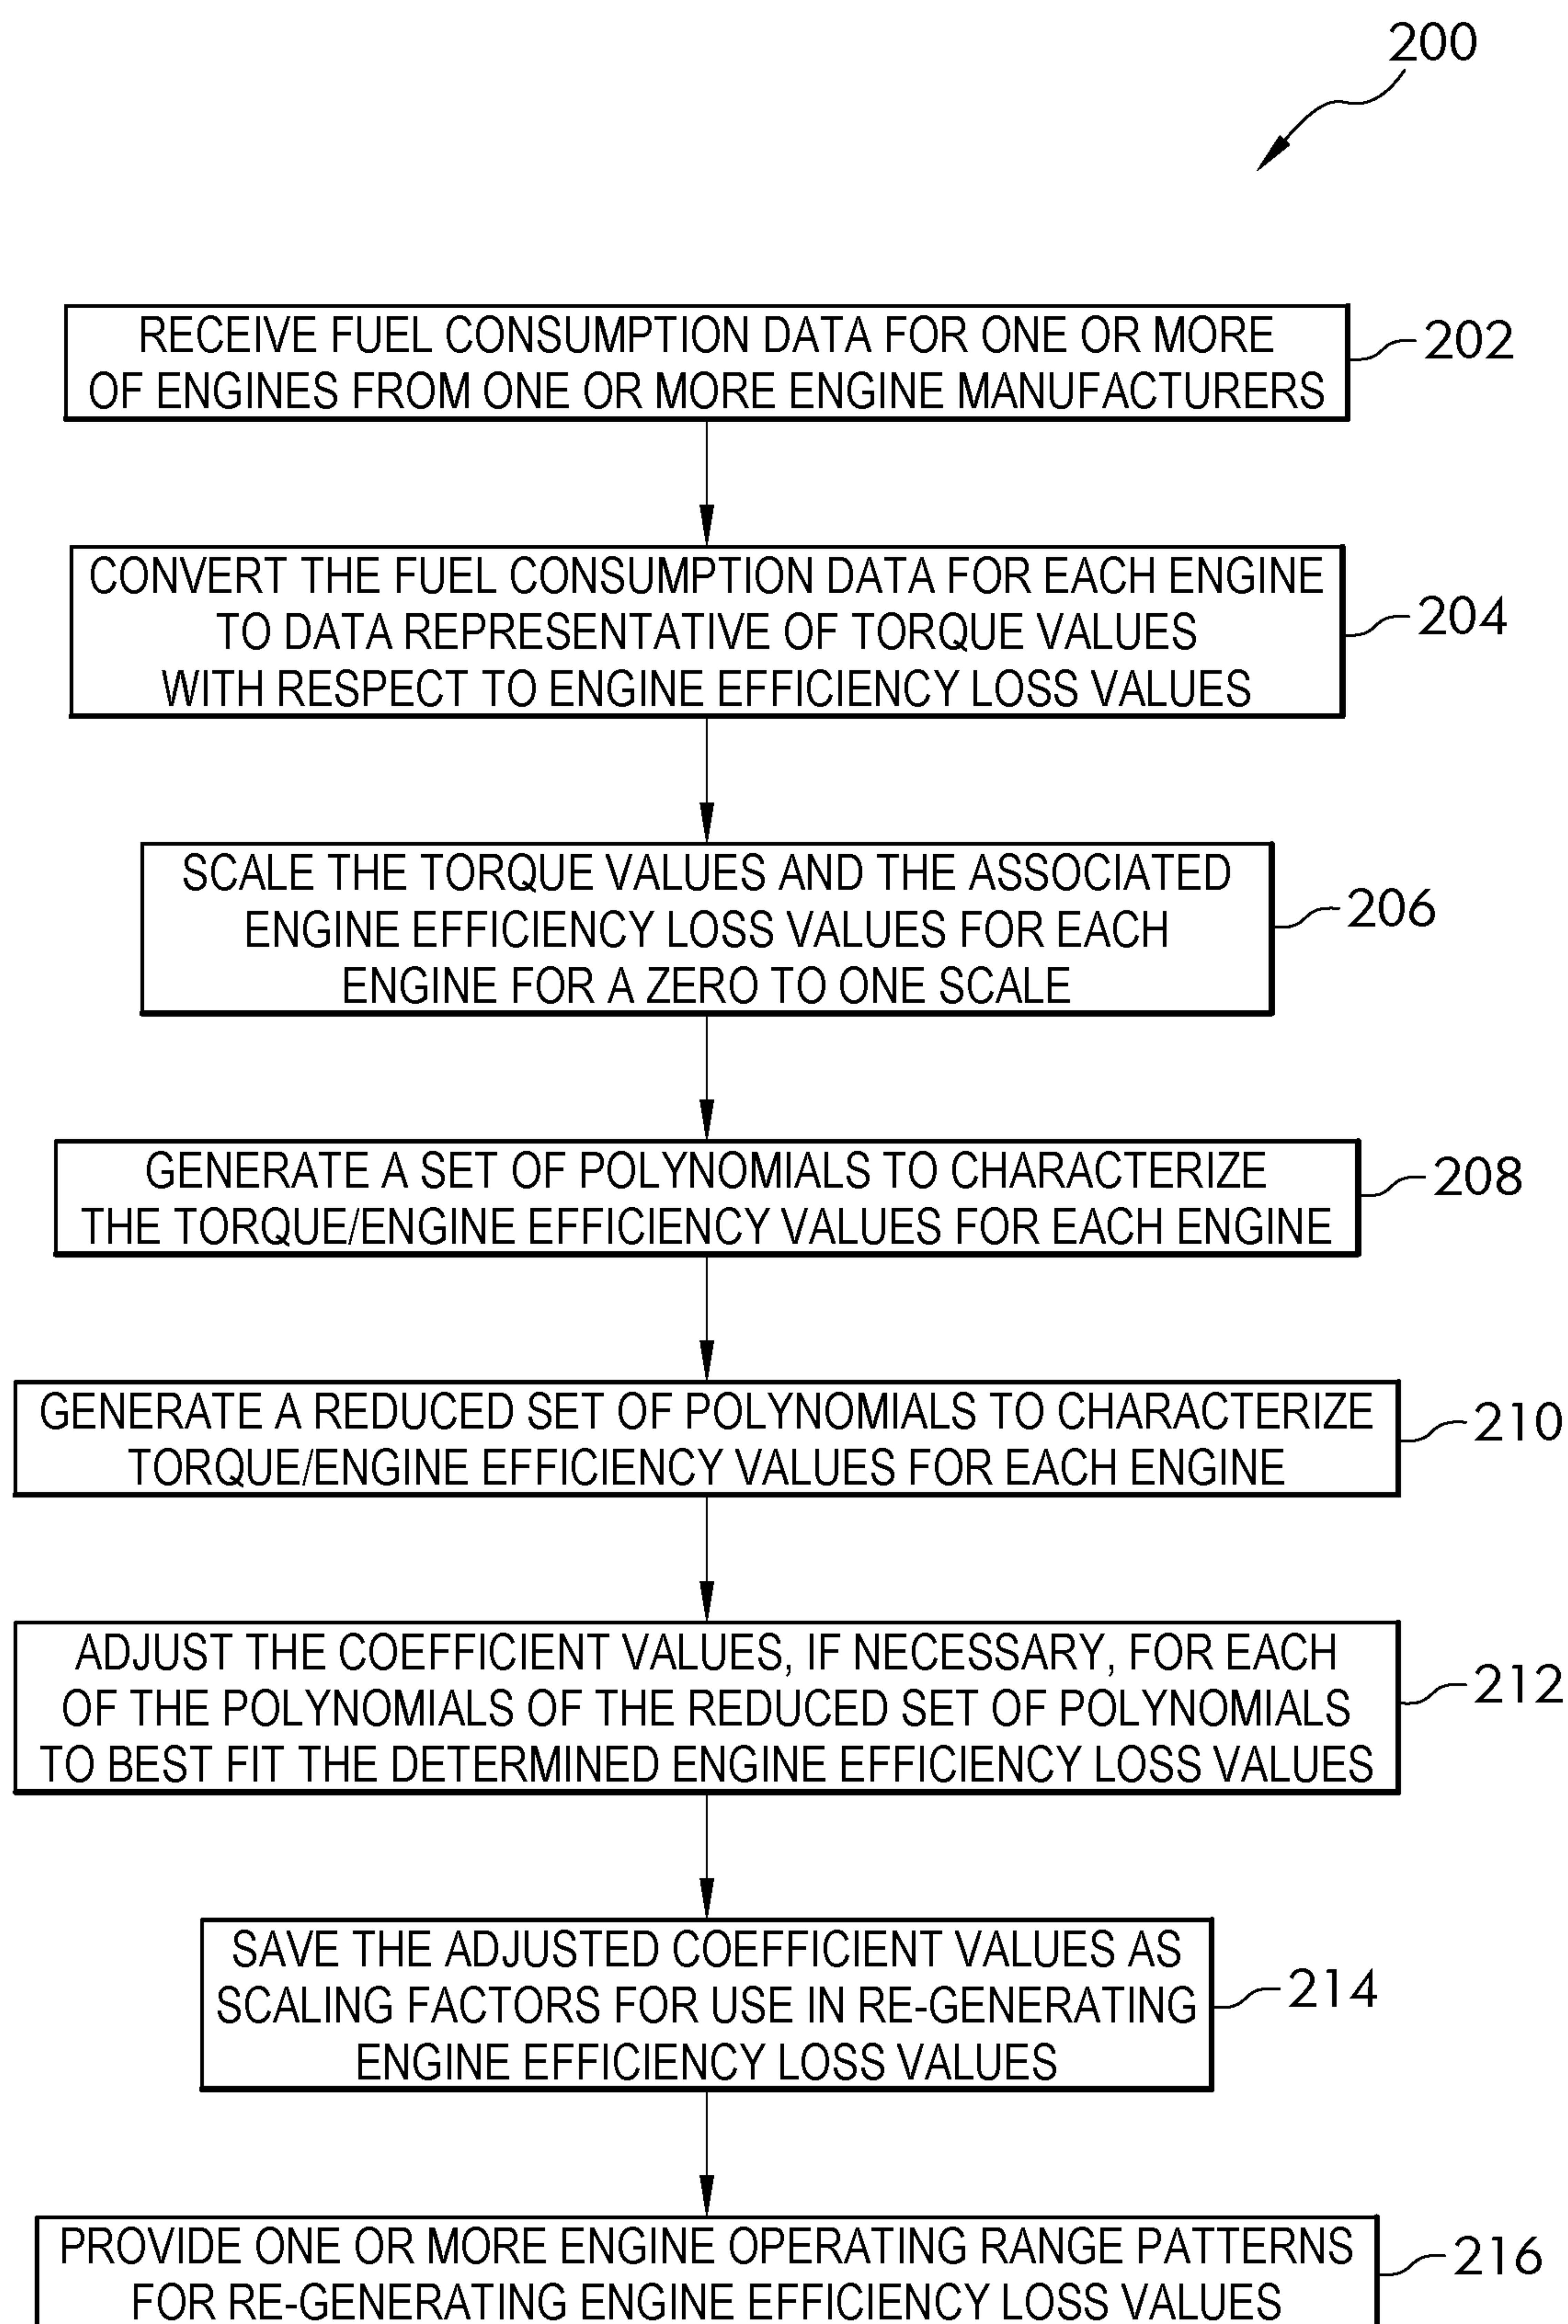 200
RECEIVE FUEL CONSUMPTION DATA FOR ONE OR MORE
OF ENGINES FROM ONE OR MORE ENGINE MANUFACTURERS
202
CONVERT THE FUEL CONSUMPTION DATA FOR EACH ENGINE
TO DATA REPRESENTATIVE OF TORQUE VALUES
WITH RESPECT TO ENGINE EFFICIENCY LOSS VALUES
204
SCALE THE TORQUE VALUES AND THE ASSOCIATED
ENGINE EFFICIENCY LOSS VALUES FOR EACH
ENGINE FOR A ZERO TO ONE SCALE
206
GENERATE A SET OF POLYNOMIALS TO CHARACTERIZE
THE TORQUE/ENGINE EFFICIENCY VALUES FOR EACH ENGINE
208
GENERATE A REDUCED SET OF POLYNOMIALS TO CHARACTERIZE
TORQUE/ENGINE EFFICIENCY VALUES FOR EACH ENGINE
210
ADJUST THE COEFFICIENT VALUES, IF NECESSARY, FOR EACH
OF THE POLYNOMIALS OF THE REDUCED SET OF POLYNOMIALS
TO BEST FIT THE DETERMINED ENGINE EFFICIENCY LOSS VALUES
212
SAVE THE ADJUSTED COEFFICIENT VALUES AS
SCALING FACTORS FOR USE IN RE-GENERATING
ENGINE EFFICIENCY LOSS VALUES
214
PROVIDE ONE OR MORE ENGINE OPERATING RANGE PATTERNS
FOR RE-GENERATING ENGINE EFFICIENCY LOSS VALUES
216